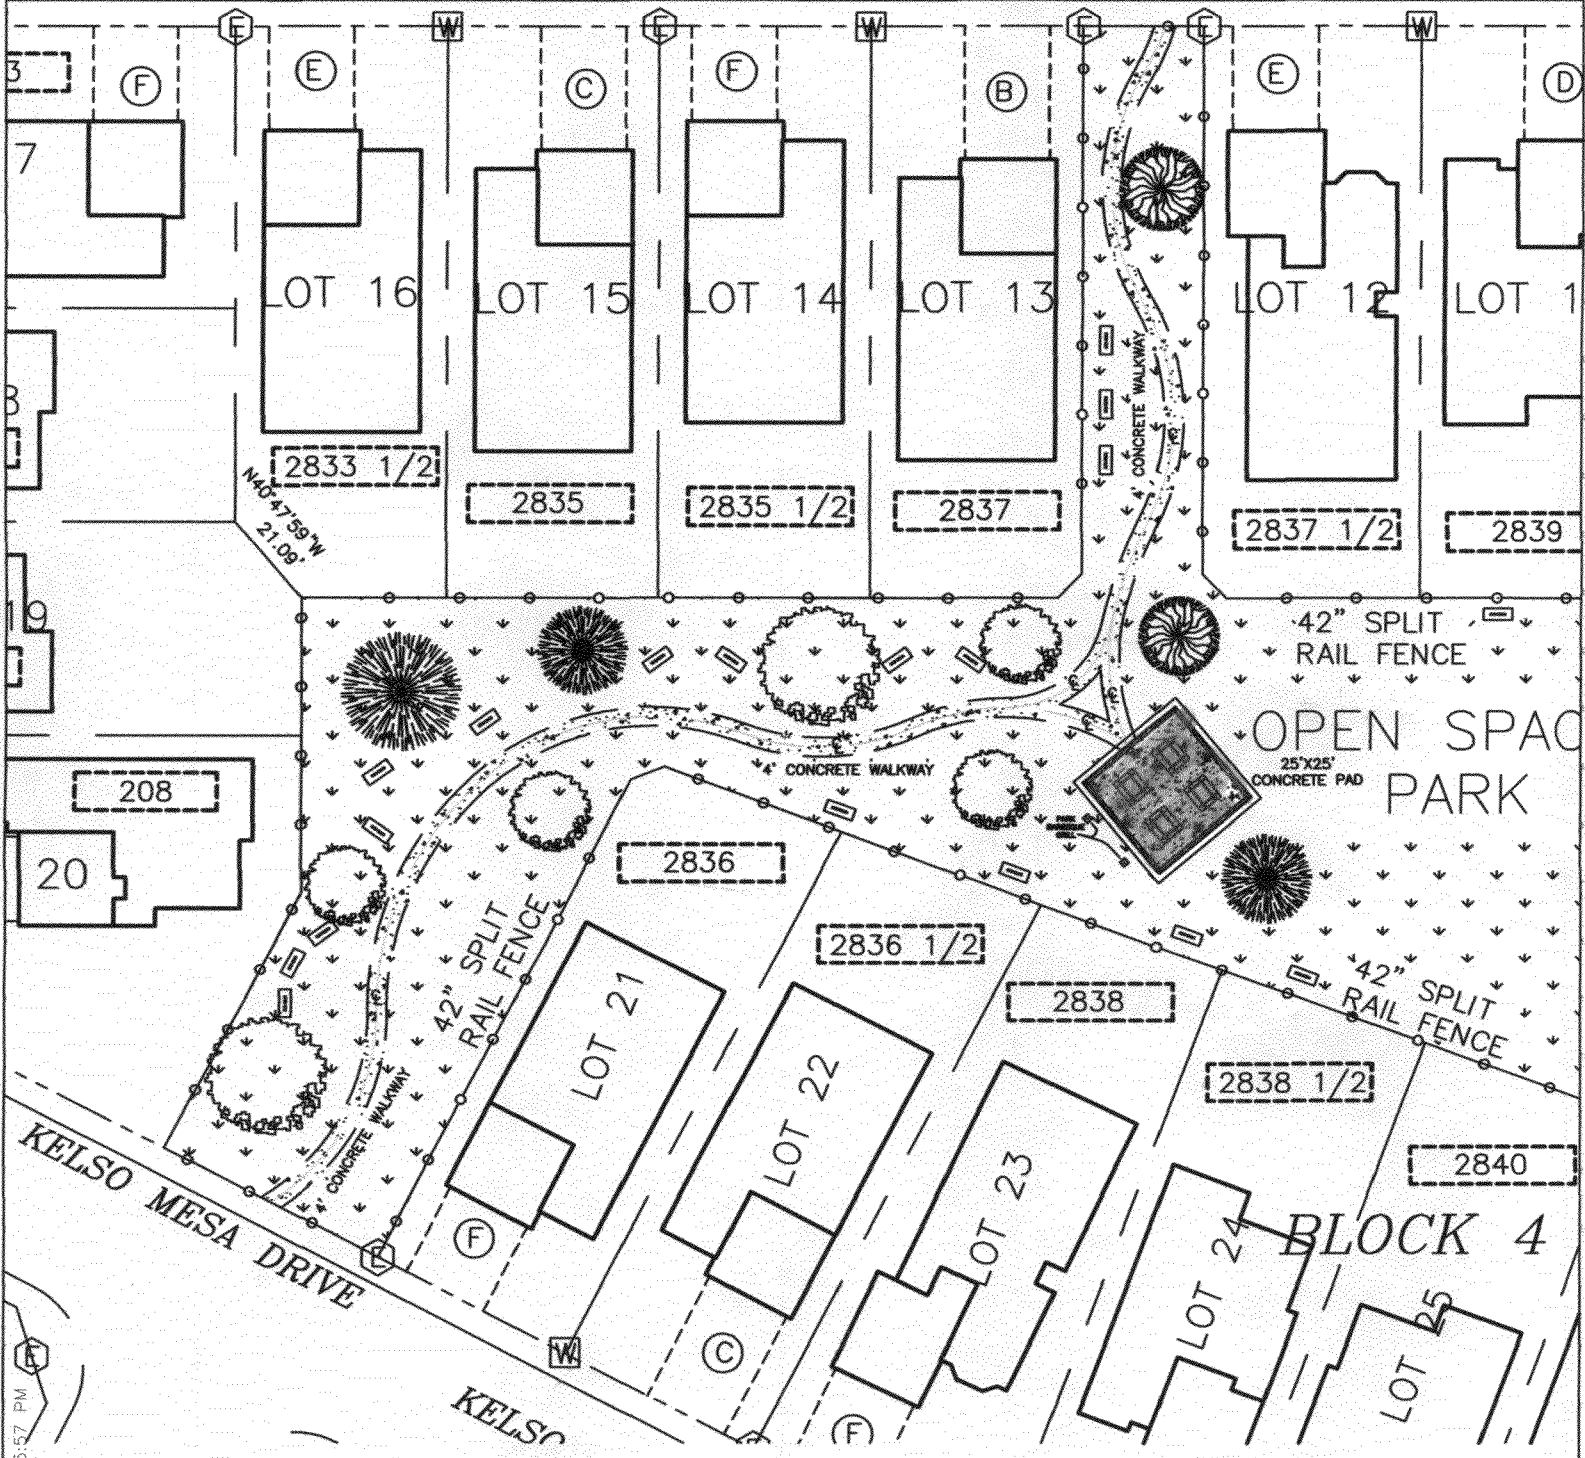 E
W
E
W
E
E
W
3
F
E
C
F
B
E
D
7
LOT 16
LOT 15
LOT 14
LOT 13
LOT 12
LOT 1
4' CONCRETE WALKWAY
2833 1/2
2835
2835 1/2
2837
2837 1/2
2839
N40°47'59"W
21.09'
19
42" SPLIT
RAIL FENCE
OPEN SPAC
PARK
25'X25'
CONCRETE PAD
4' CONCRETE WALKWAY
208
20
2836
2836 1/2
2838
2838 1/2
2840
42" SPLIT
RAIL FENCE
42" SPLIT
RAIL FENCE
LOT 21
LOT 22
LOT 23
LOT 24
LOT 25
BLOCK 4
4' CONCRETE WALKWAY
KELSO MESA DRIVE
E
F
W
C
F
E
KELSO
5:57 PM